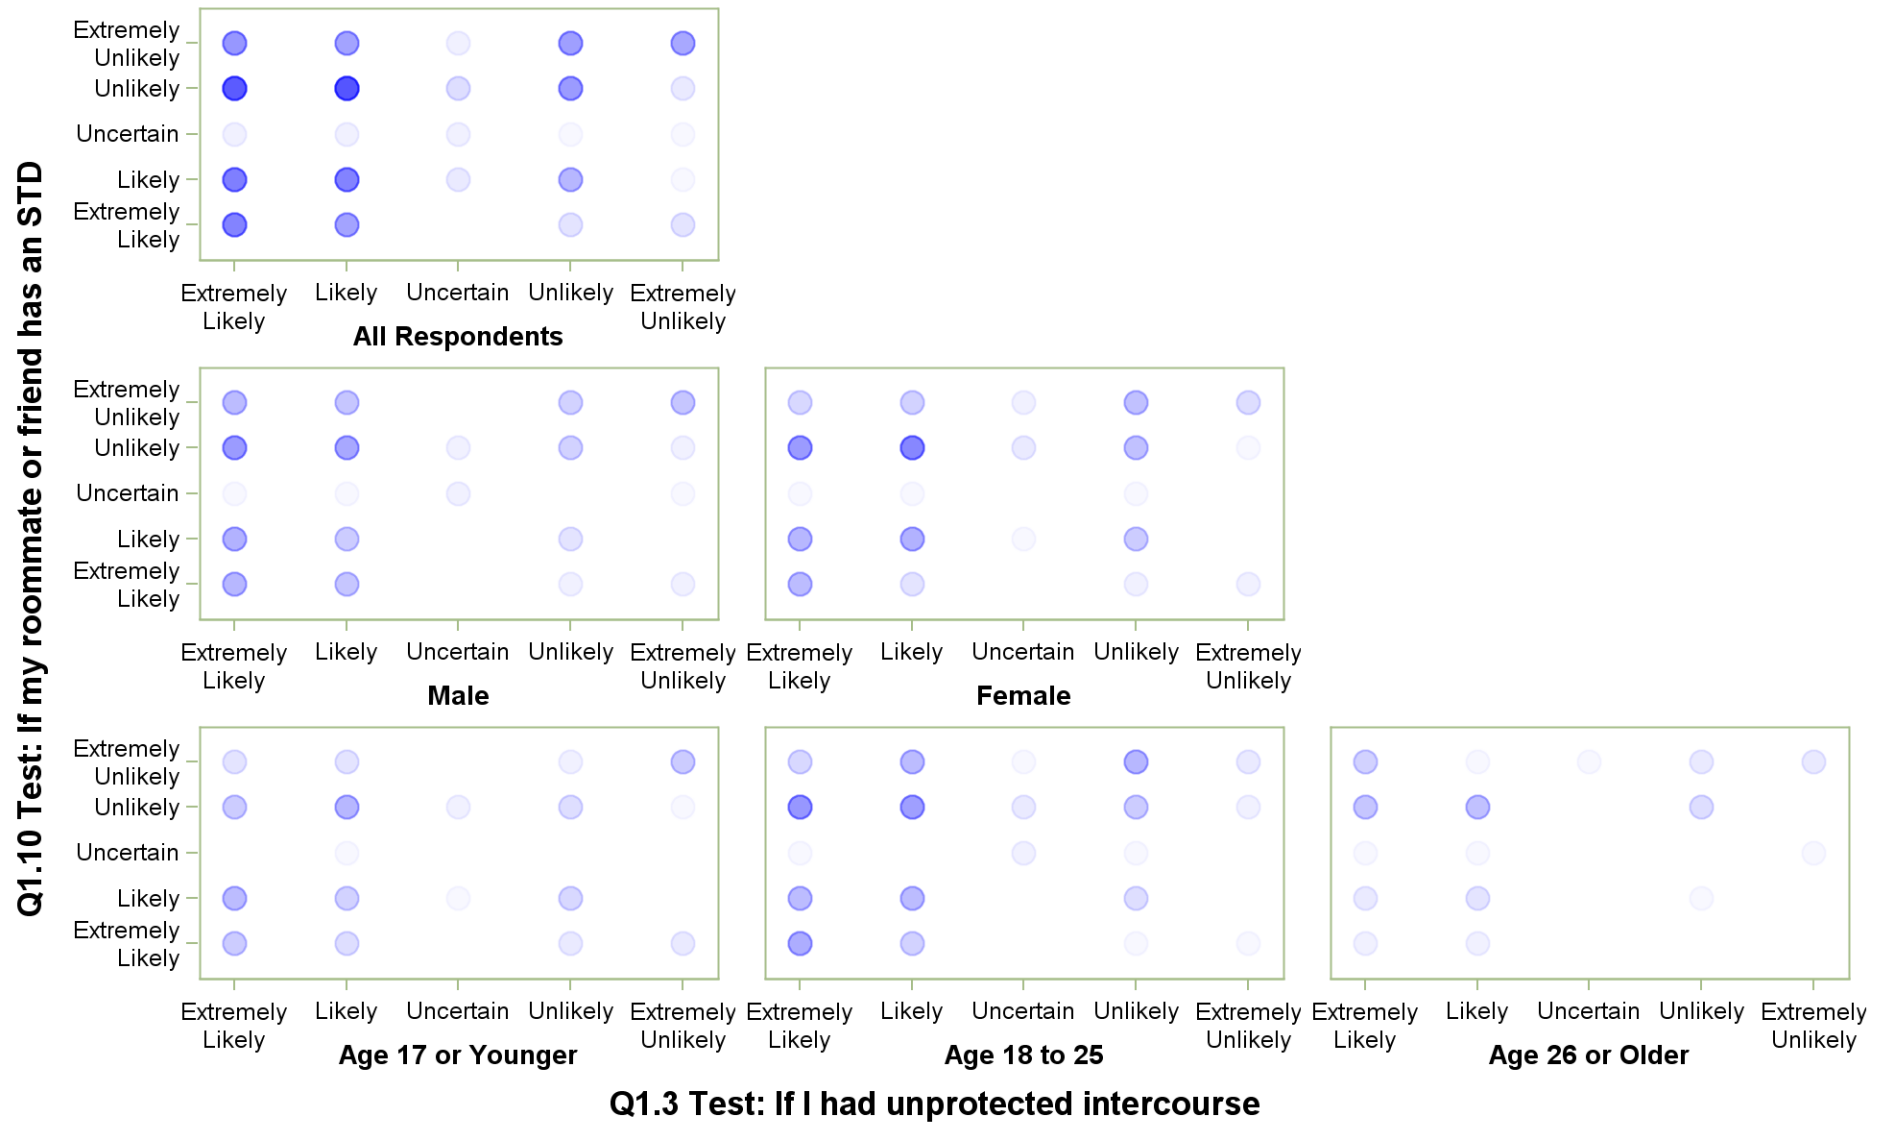 Q1.10 Test: If my roommate or friend has an STD
Extremely
Unlikely
Unlikely
Uncertain
Likely
Extremely
Likely
Extremely
Likely
Likely
Uncertain
Unlikely
Extremely
Unlikely
All Respondents
Extremely
Unlikely
Unlikely
Uncertain
Likely
Extremely
Likely
Extremely
Likely
Likely
Uncertain
Unlikely
Extremely
Unlikely
Male
Extremely
Likely
Likely
Uncertain
Unlikely
Extremely
Unlikely
Female
Extremely
Unlikely
Unlikely
Uncertain
Likely
Extremely
Likely
Extremely
Likely
Likely
Uncertain
Unlikely
Extremely
Unlikely
Age 17 or Younger
Extremely
Likely
Likely
Uncertain
Unlikely
Extremely
Unlikely
Age 18 to 25
Extremely
Likely
Likely
Uncertain
Unlikely
Extremely
Unlikely
Age 26 or Older
Q1.3 Test: If I had unprotected intercourse